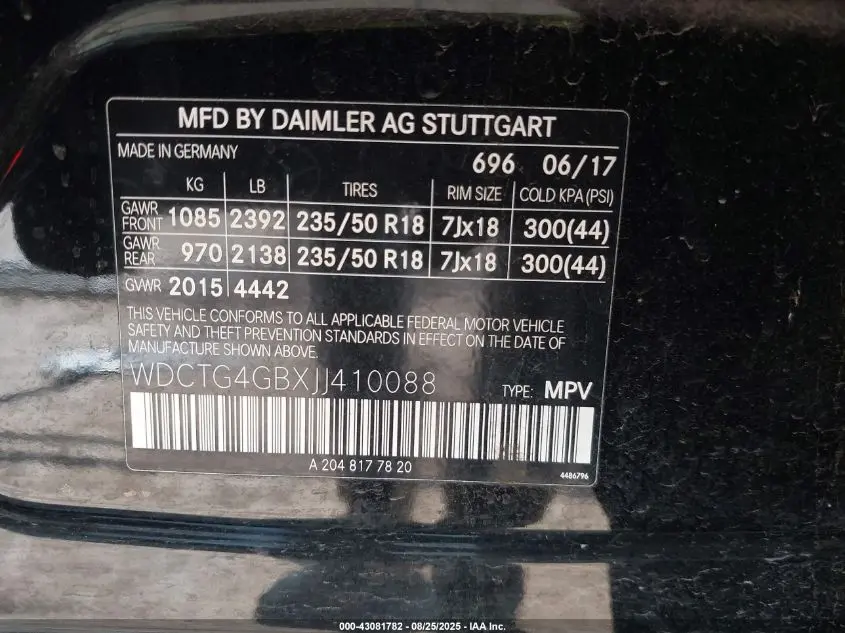 MFD BY DAIMLER AG STUTTGART
MADE IN GERMANY 696 06/17
KG LB TIRES RIM SIZE COLD KPA (PSI)
GAWR FRONT 1085 2392 235/50 R18 7Jx18 300(44)
GAWR REAR 970 2138 235/50 R18 7Jx18 300(44)
GVWR 2015 4442
THIS VEHICLE CONFORMS TO ALL APPLICABLE FEDERAL MOTOR VEHICLE
SAFETY AND THEFT PREVENTION STANDARDS IN EFFECT ON THE DATE OF
MANUFACTURE SHOWN ABOVE.
WDCTG4GBXJJ410088 TYPE: MPV
A 204 817 78 20
4486796
000-43081782 - 08/25/2025 - IAA Inc.